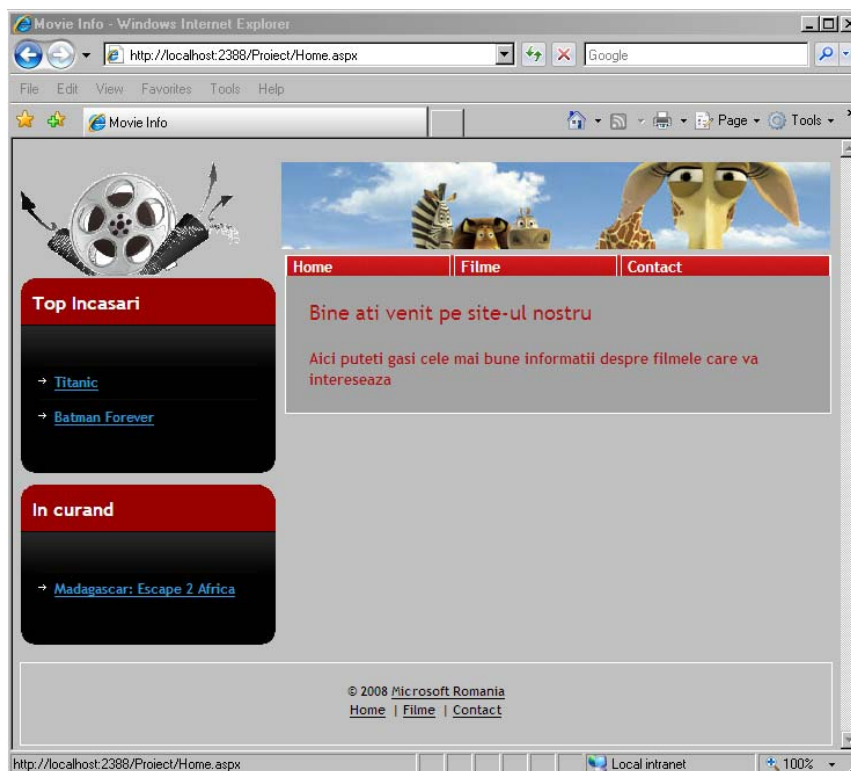 Movie Info - Windows Internet Explorer
http://localhost:2388/Proiect/Home.aspx
Google
File Edit View Favorites Tools Help
Movie Info
Page Tools
Home Filme Contact
Top Incasari
Titanic
Batman Forever
In curand
Madagascar: Escape 2 Africa
Bine ati venit pe site-ul nostru
Aici puteti gasi cele mai bune informatii despre filmele care va
intereseaza
© 2008 Microsoft Romania
Home | Filme | Contact
http://localhost:2388/Proiect/Home.aspx
Local intranet
100%